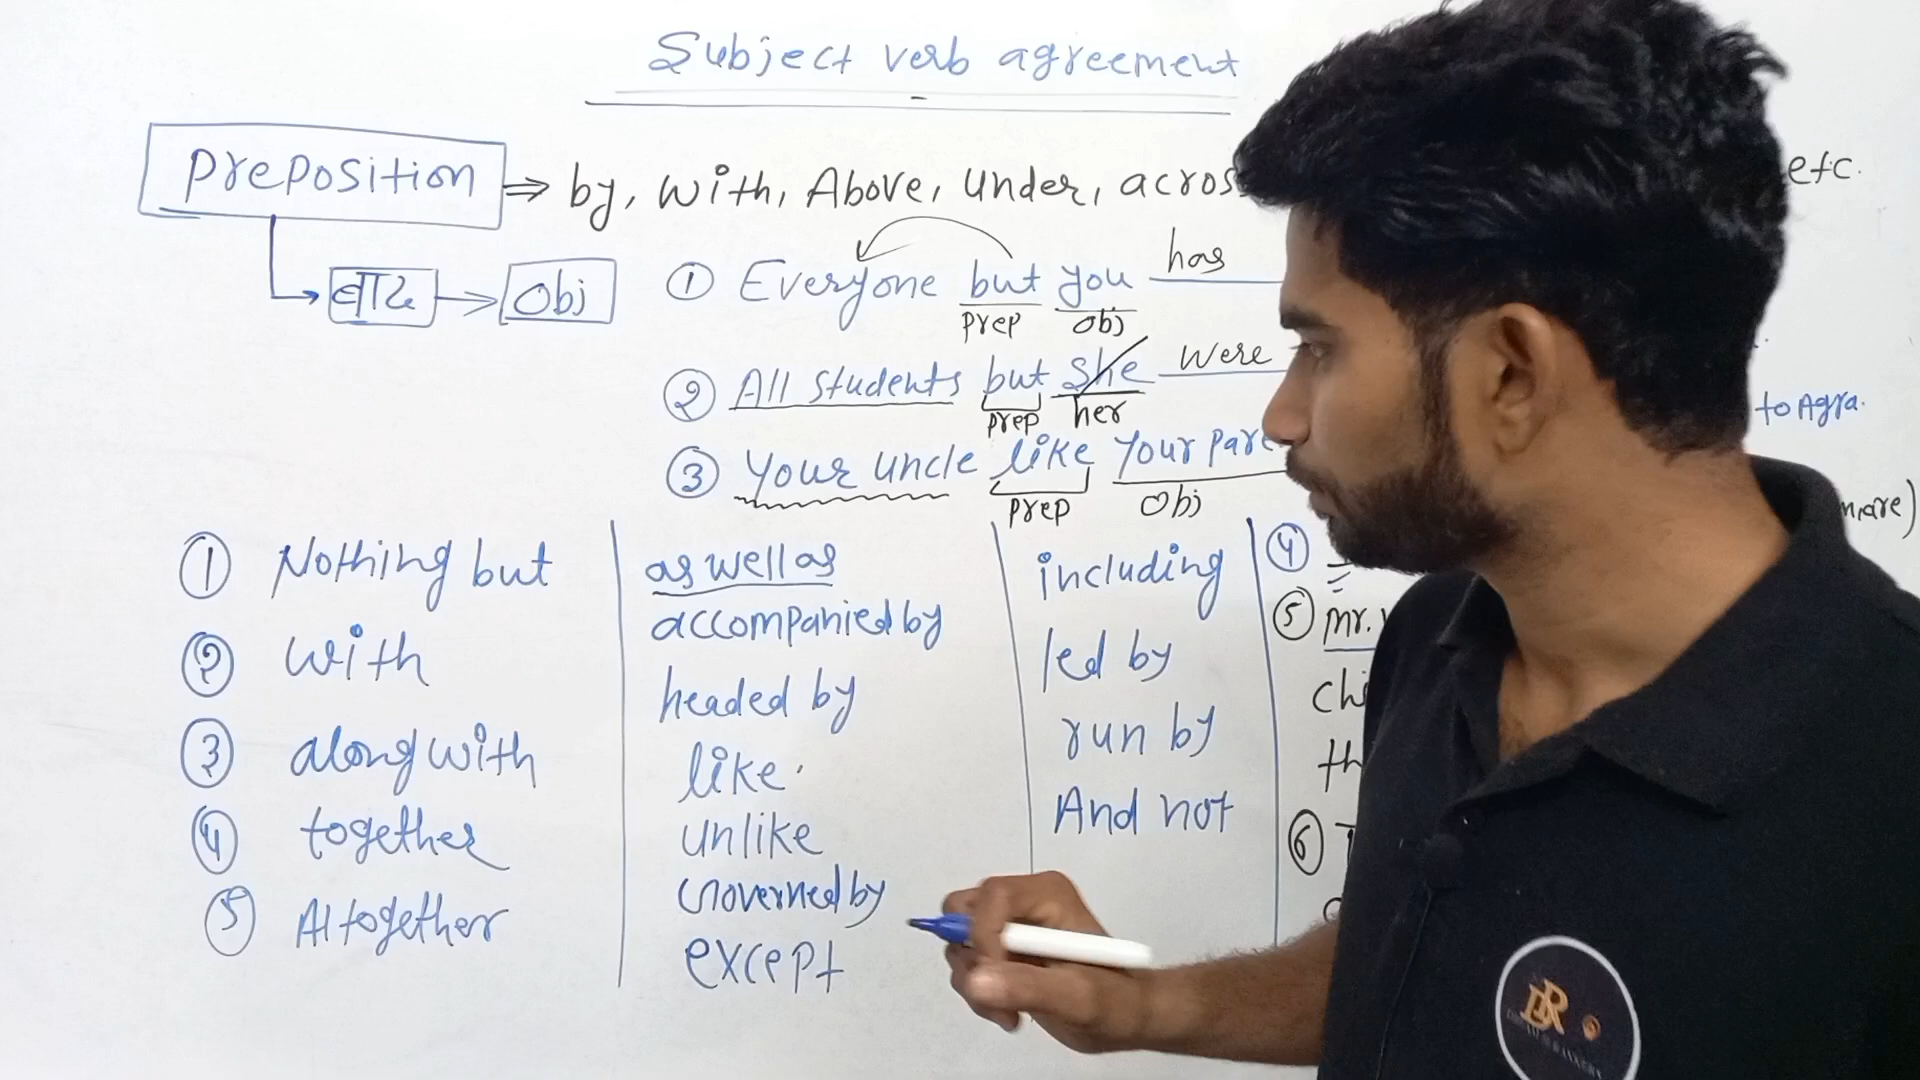 Subject verb agreement
Preposition ⇒ by, With, Above, Under, etc.
बाद → Obj
① Everyone but you has
prep obj
② All students but She were
prep her
to Agra.
③ Your uncle like Your
prep Obj
① Nothing but
② With
③ along with
④ together
⑤ Altogether
as well as
accompanied by
headed by
like
unlike
Governed by
except
including
led by
run by
And not
④
⑤ Mr.
⑥